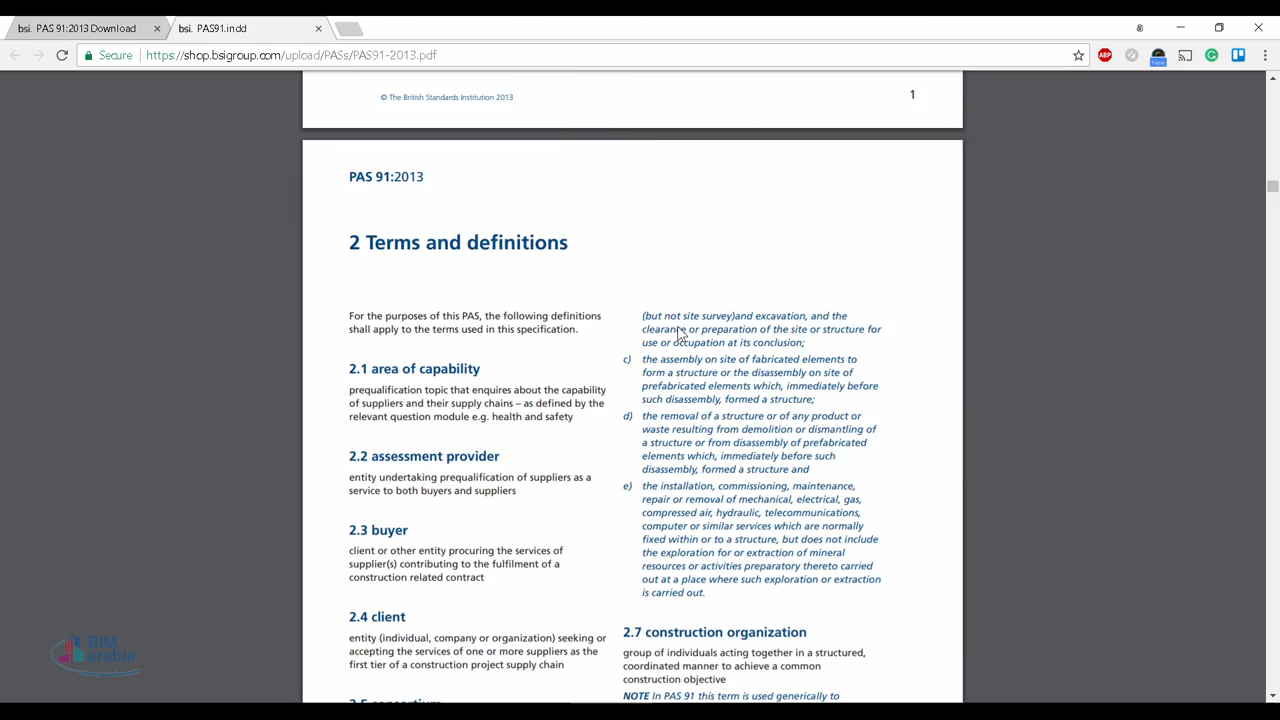 bsi. PAS 91:2013 Download
bsi. PAS91.indd
Secure
https://shop.bsigroup.com/upload/PASs/PAS91-2013.pdf
ABP
New
© The British Standards Institution 2013
1
PAS 91:2013
2 Terms and definitions
For the purposes of this PAS, the following definitions
shall apply to the terms used in this specification.
2.1 area of capability
prequalification topic that enquires about the capability
of suppliers and their supply chains – as defined by the
relevant question module e.g. health and safety
2.2 assessment provider
entity undertaking prequalification of suppliers as a
service to both buyers and suppliers
2.3 buyer
client or other entity procuring the services of
supplier(s) contributing to the fulfilment of a
construction related contract
2.4 client
entity (individual, company or organization) seeking or
accepting the services of one or more suppliers as the
first tier of a construction project supply chain
2.5 consortium
(but not site survey)and excavation, and the
clearance or preparation of the site or structure for
use or occupation at its conclusion;
c) the assembly on site of fabricated elements to
form a structure or the disassembly on site of
prefabricated elements which, immediately before
such disassembly, formed a structure;
d) the removal of a structure or of any product or
waste resulting from demolition or dismantling of
a structure or from disassembly of prefabricated
elements which, immediately before such
disassembly, formed a structure and
e) the installation, commissioning, maintenance,
repair or removal of mechanical, electrical, gas,
compressed air, hydraulic, telecommunications,
computer or similar services which are normally
fixed within or to a structure, but does not include
the exploration for or extraction of mineral
resources or activities preparatory thereto carried
out at a place where such exploration or extraction
is carried out.
2.7 construction organization
group of individuals acting together in a structured,
coordinated manner to achieve a common
construction objective
NOTE In PAS 91 this term is used generically to
BIM
arabia